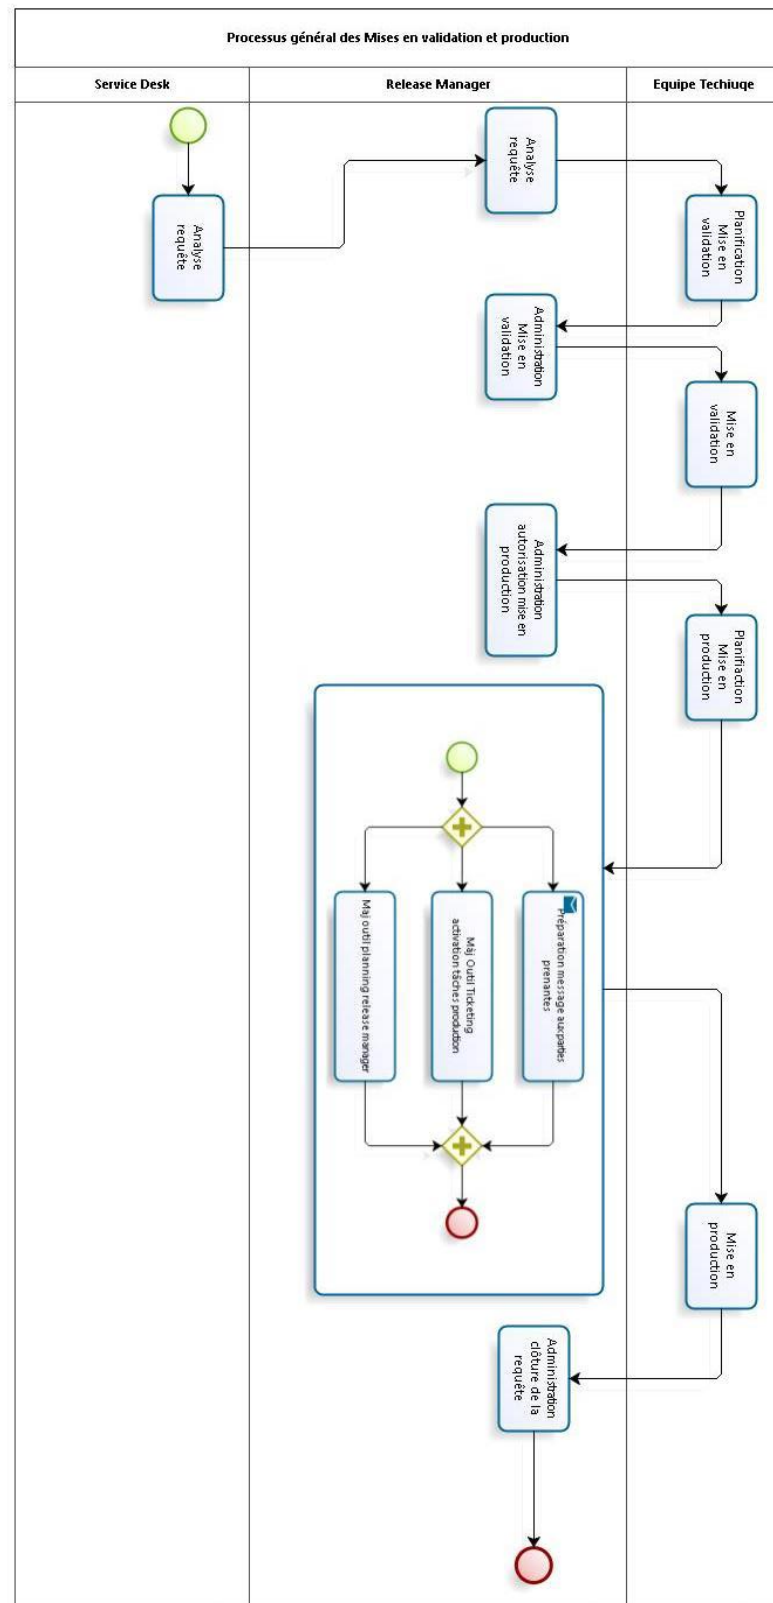 Processus général des Mises en validation et production
Service Desk
Release Manager
Equipe Techiuqe
Analyse
requête
Analyse
requête
Planification
Mise en
validation
Administration
Mise en
validation
Mise en
validation
Administration
autorisation mise en
production
Planifiaction
Mise en
production
Préparation message aux parties
prenantes
Màj Outil Ticketing
activation tâches production
Maj outil planning release manager
Mise en
production
Administration
clôture de la
requête